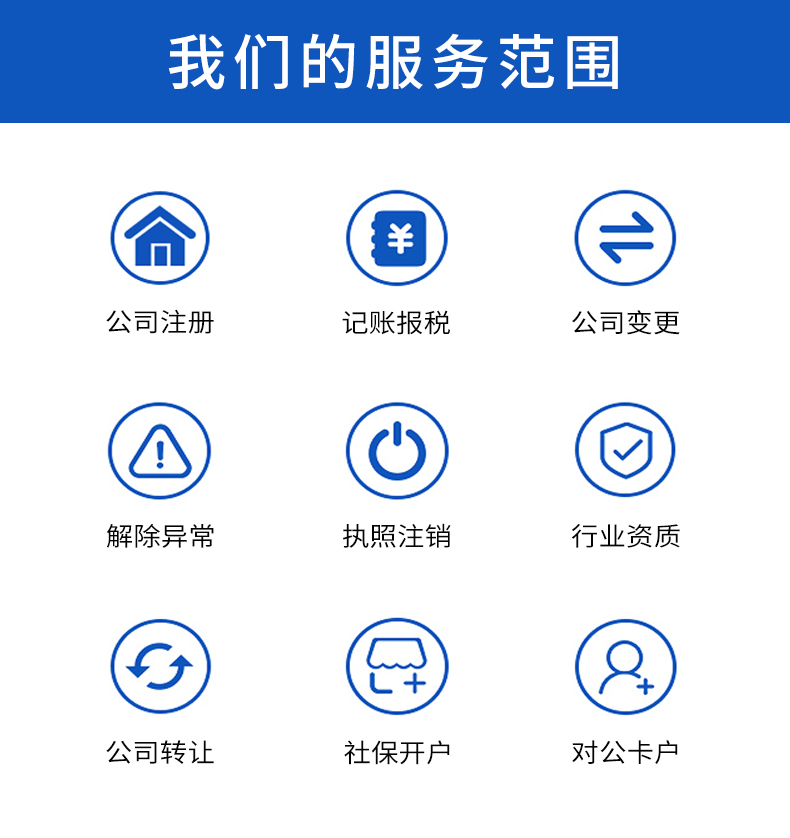 我们的服务范围
公司注册
记账报税
公司变更
解除异常
执照注销
行业资质
公司转让
社保开户
对公卡户